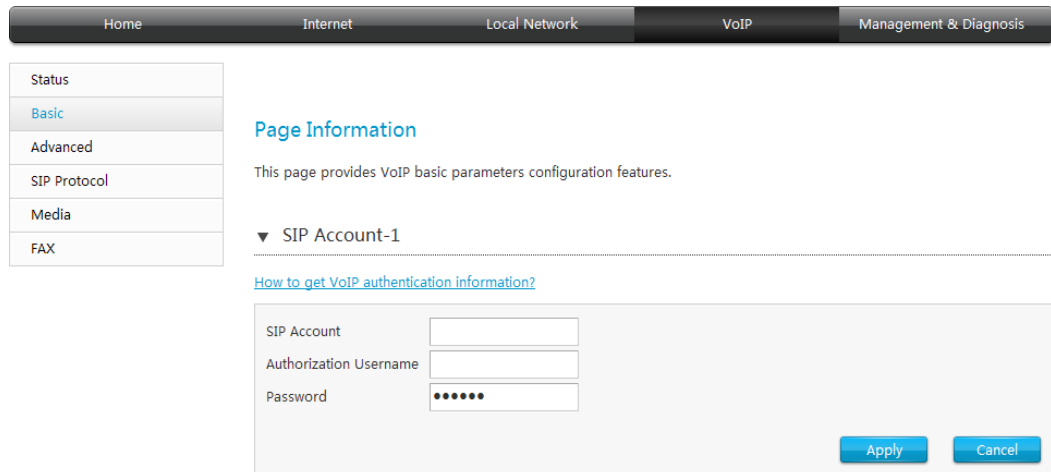 Home Internet Local Network VoIP Management & Diagnosis
Status
Basic
Advanced
SIP Protocol
Media
FAX
Page Information
This page provides VoIP basic parameters configuration features.
▼ SIP Account-1
How to get VoIP authentication information?
SIP Account
Authorization Username
Password ••••••
Apply Cancel